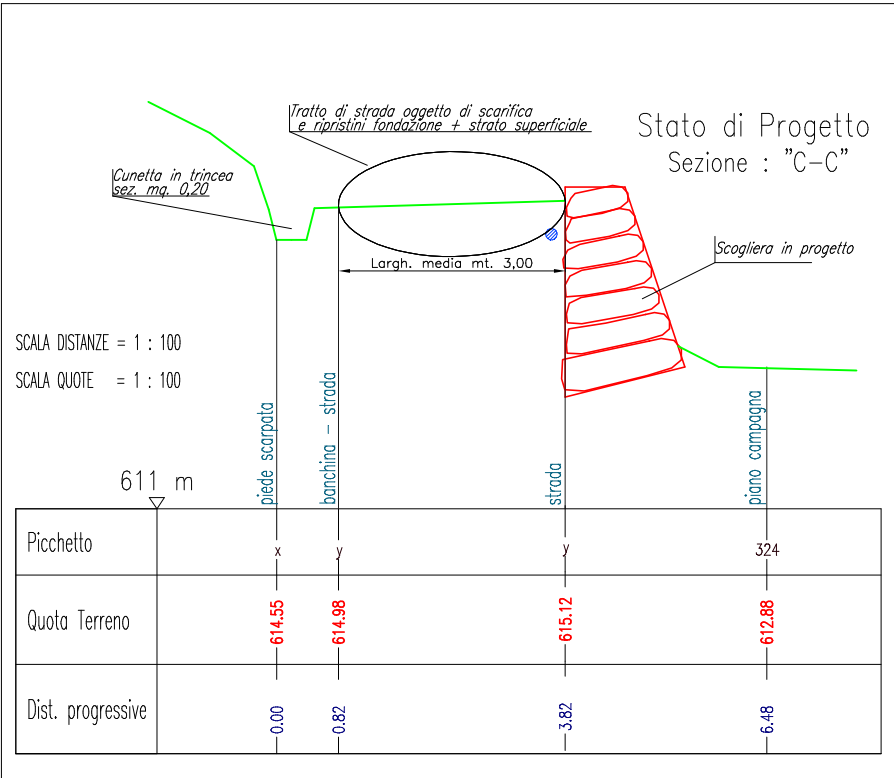 Tratto di strada oggetto di scarifica
e ripristini fondazione + strato superficiale
Stato di Progetto
Sezione : "C-C"
Cunetta in trincea
sez. mq. 0,20
Scogliera in progetto
Largh. media mt. 3,00
SCALA DISTANZE = 1 : 100
SCALA QUOTE = 1 : 100
piede scarpata
banchina - strada
strada
piano campagna
611 m
Picchetto
x
y
y
324
Quota Terreno
614.55
614.98
615.12
612.88
Dist. progressive
0.00
0.82
3.82
6.48